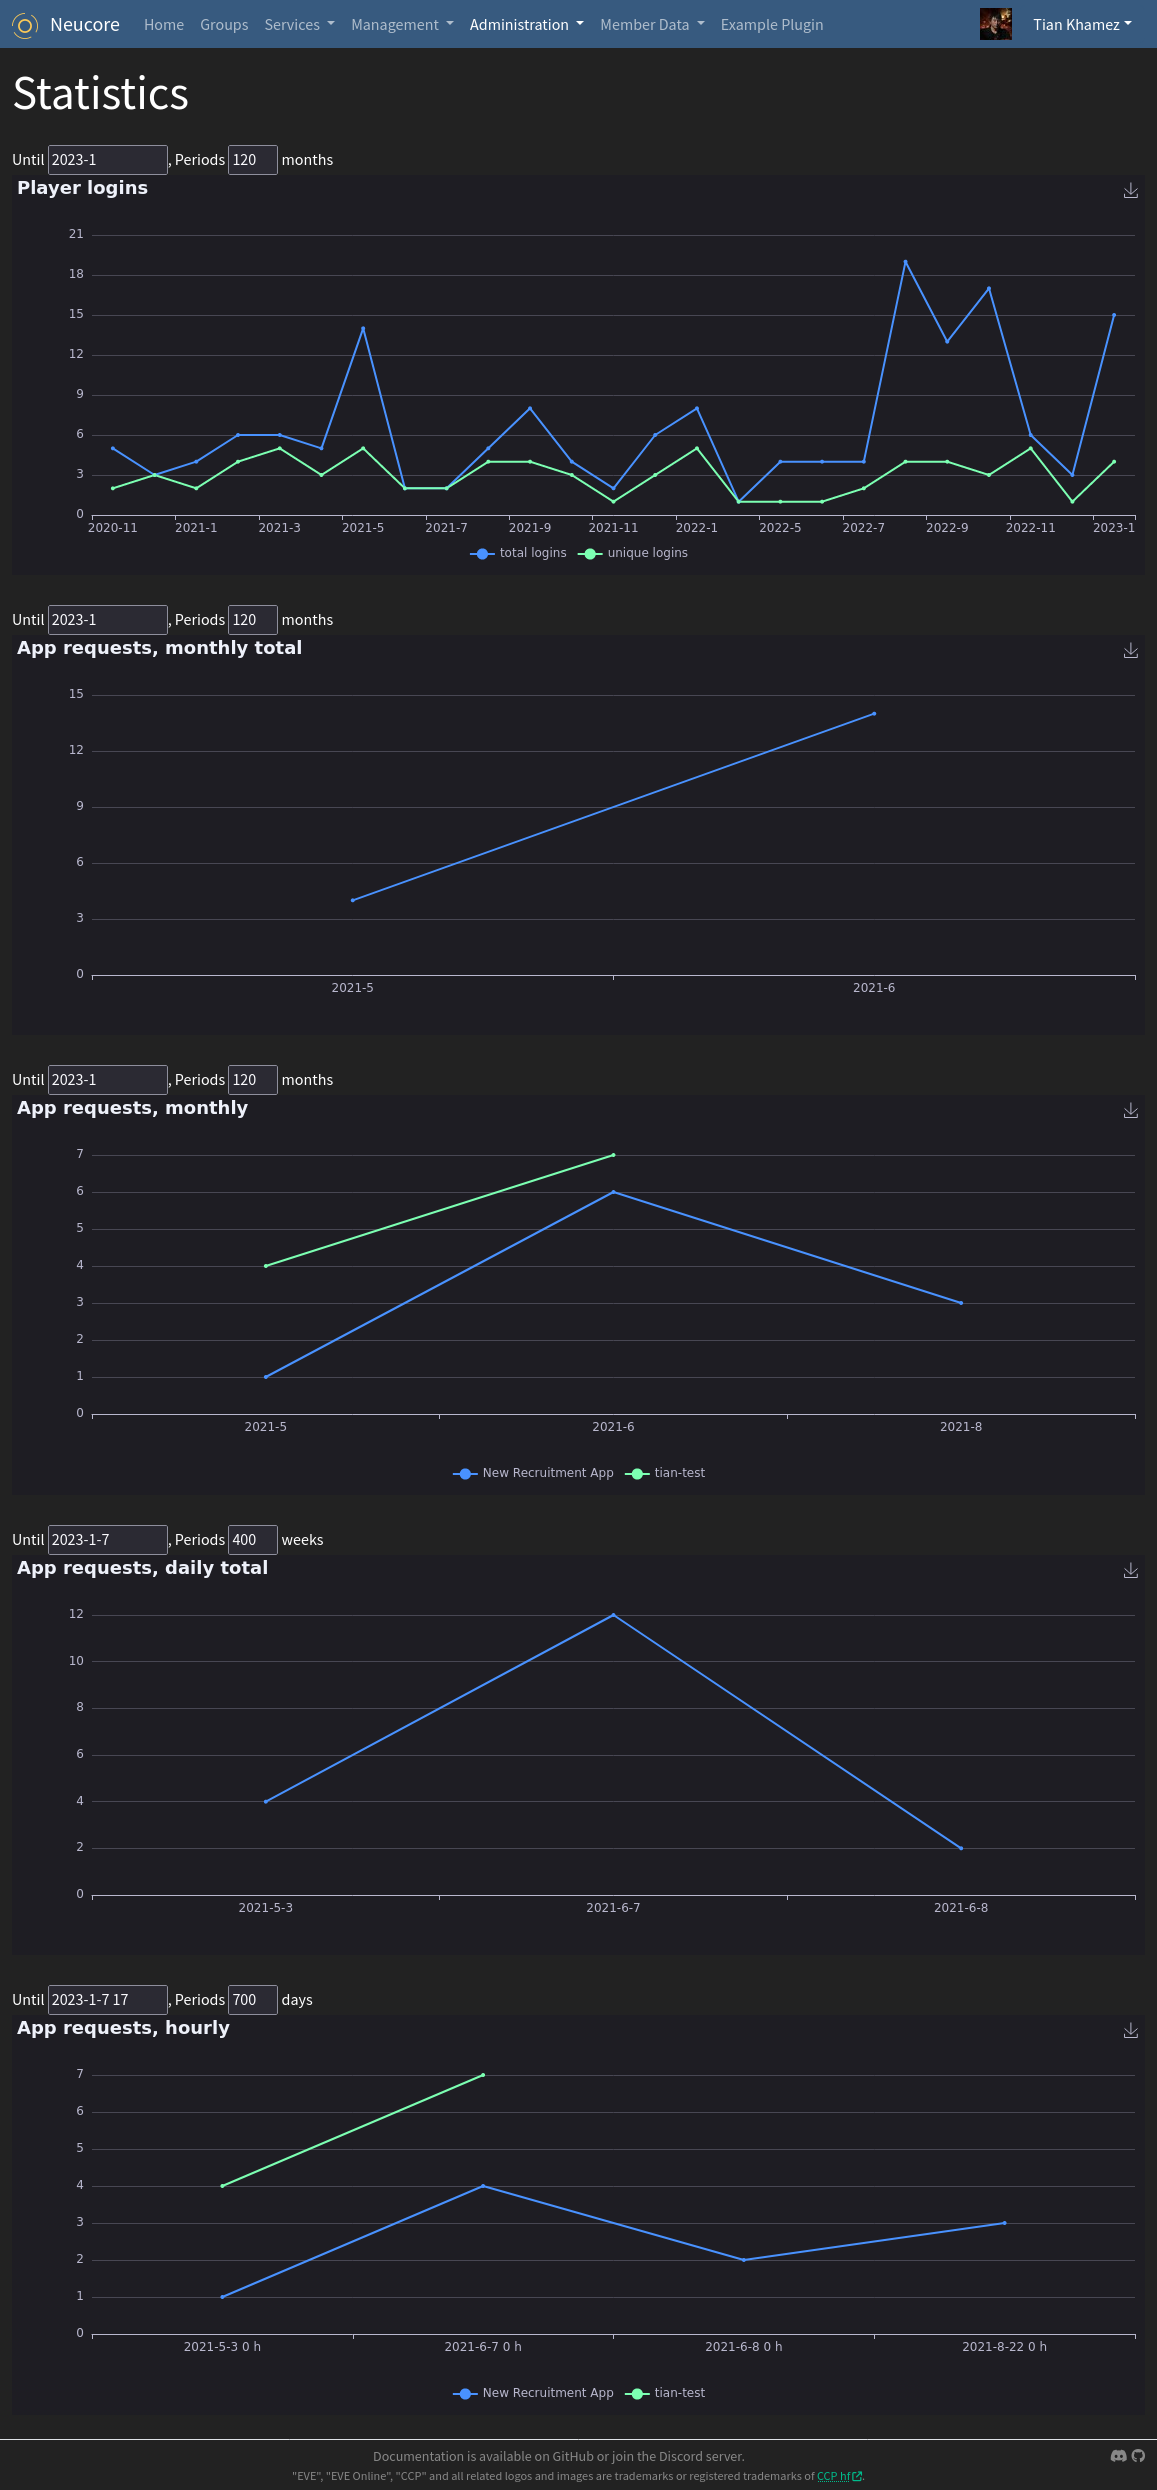 Neucore Home Groups Services Management Administration Member Data Example Plugin Tian Khamez
Statistics
Until 2023-1, Periods 120 months
Player logins
21
18
15
12
9
6
3
0
2020-11 2021-1 2021-3 2021-5 2021-7 2021-9 2021-11 2022-1 2022-5 2022-7 2022-9 2022-11 2023-1
total logins unique logins
Until 2023-1, Periods 120 months
App requests, monthly total
15
12
9
6
3
0
2021-5 2021-6
Until 2023-1, Periods 120 months
App requests, monthly
7
6
5
4
3
2
1
0
2021-5 2021-6 2021-8
New Recruitment App tian-test
Until 2023-1-7, Periods 400 weeks
App requests, daily total
12
10
8
6
4
2
0
2021-5-3 2021-6-7 2021-6-8
Until 2023-1-7 17, Periods 700 days
App requests, hourly
7
6
5
4
3
2
1
0
2021-5-3 0 h 2021-6-7 0 h 2021-6-8 0 h 2021-8-22 0 h
New Recruitment App tian-test
Documentation is available on GitHub or join the Discord server.
"EVE", "EVE Online", "CCP" and all related logos and images are trademarks or registered trademarks of CCP hf.